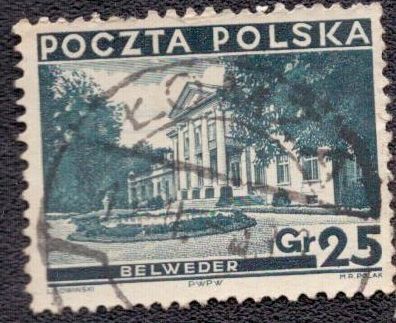 POCZTA POLSKA
Gr 25
BELWEDER
PWPW
M.R. POLAK